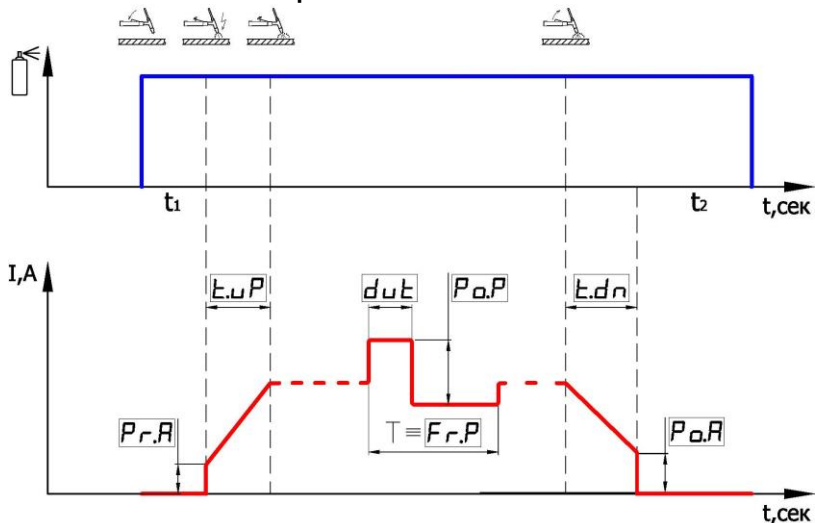 t1
t2
t,сек
I,A
t.uP
dut
Po.P
t.dn
Pr.A
T ≡ Fr.P
Po.A
t,сек